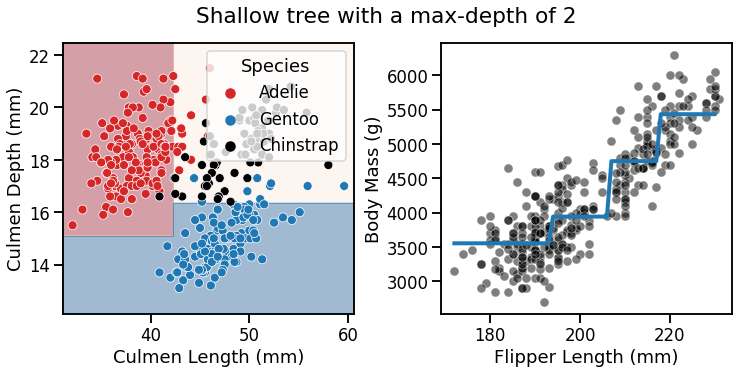 Shallow tree with a max-depth of 2
22
20
18
16
14
Culmen Depth (mm)
Species
Adelie
Gentoo
Chinstrap
40
50
60
Culmen Length (mm)
6000
5500
5000
4500
4000
3500
3000
Body Mass (g)
180
200
220
Flipper Length (mm)